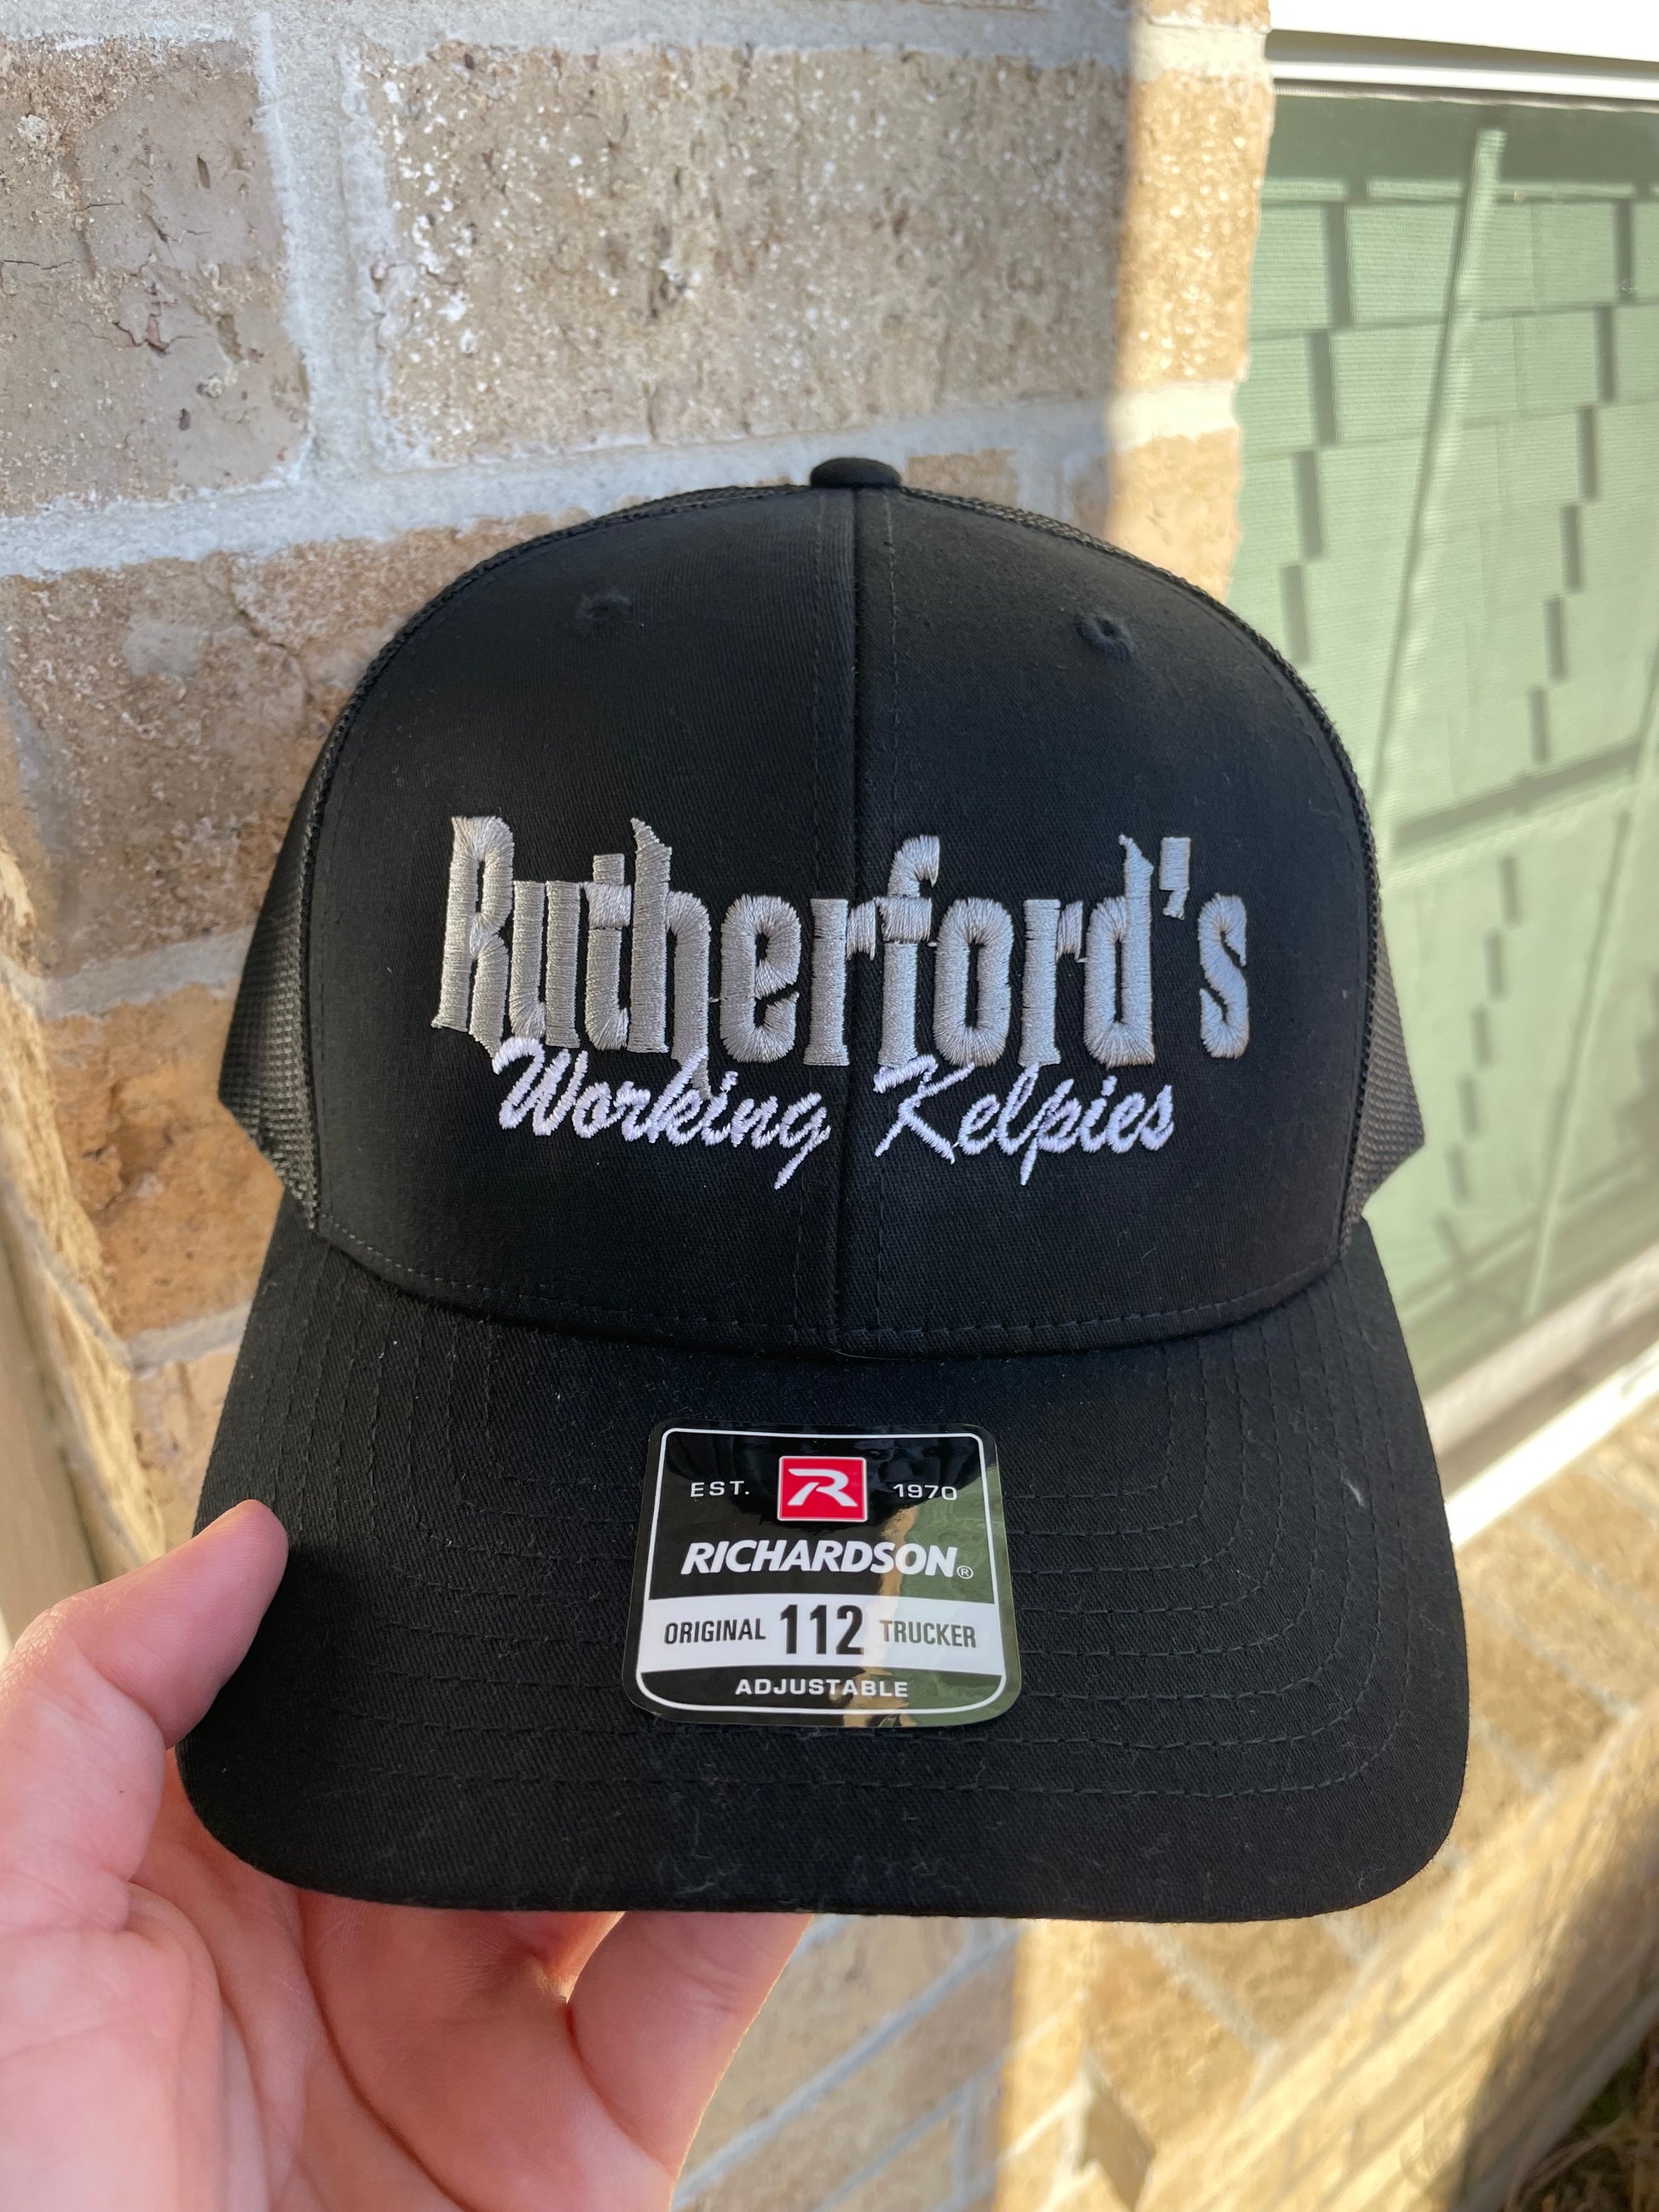 Rutherford's
Working Kelpies
EST. R 1970
RICHARDSON®
ORIGINAL 112 TRUCKER
ADJUSTABLE